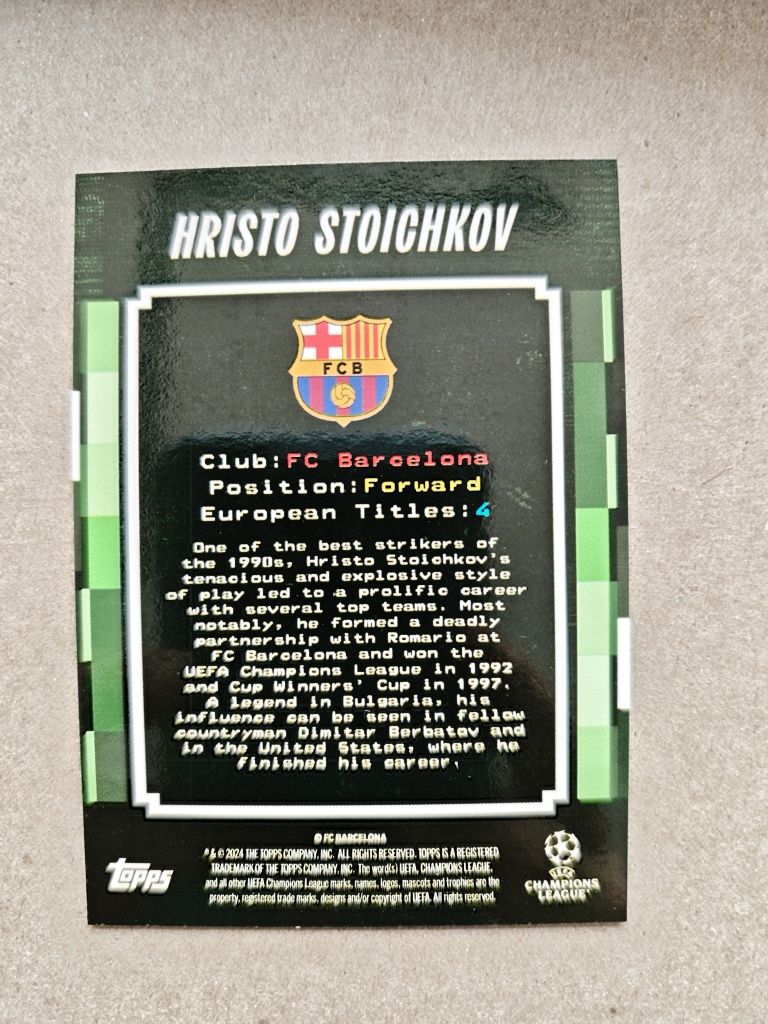 HRISTO STOICHKOV
FCB
Club:FC Barcelona
Position:Forward
European Titles:4
One of the best strikers of
the 1990s, Hristo Stoichkov's
tenacious and explosive style
of play led to a prolific career
with several top teams. Most
notably, he formed a deadly
partnership with Romario at
FC Barcelona and won the
UEFA Champions League in 1992
and Cup Winners' Cup in 1997.
A legend in Bulgaria, his
influence can be seen in fellow
countryman Dimitar Berbatov and
in the United States, where he
finished his career.
© FC BARCELONA
® & © 2024 THE TOPPS COMPANY, INC. ALL RIGHTS RESERVED. TOPPS IS A REGISTERED
TRADEMARK OF THE TOPPS COMPANY, INC. The word(s) UEFA, CHAMPIONS LEAGUE,
and all other UEFA Champions League marks, names, logos, mascots and trophies are the
property, registered trade marks, designs and/or copyright of UEFA. All rights reserved.
topps
UEFA
CHAMPIONS
LEAGUE